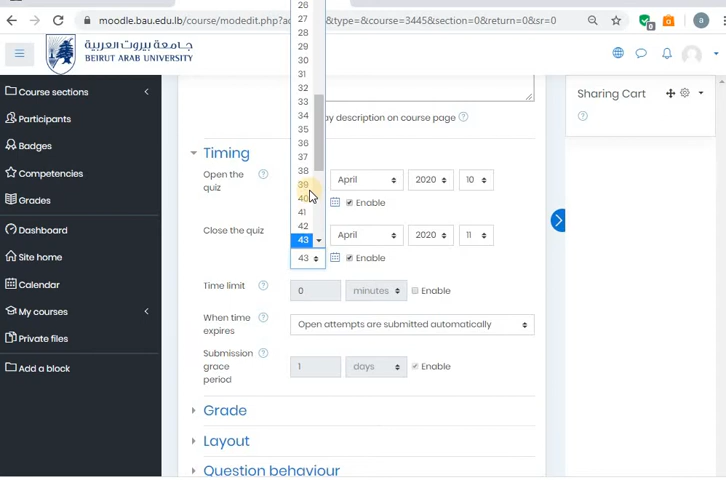 moodle.bau.edu.lb/course/modedit.php?ad
&type=&course=3445&section=0&return=0&sr=0
a
جامعة بيروت العربية
BEIRUT ARAB UNIVERSITY
Course sections
Participants
Badges
Competencies
Grades
Dashboard
Site home
Calendar
My courses
Private files
Add a block
26
27
28
29
30
31
32
33
34
35
36
37
38
39
40
41
42
43
ay description on course page
Timing
Open the quiz
April 2020 10
Enable
Close the quiz
April 2020 11
43 Enable
Time limit
0 minutes Enable
When time expires
Open attempts are submitted automatically
Submission grace period
1 days Enable
Grade
Layout
Question behaviour
Sharing Cart